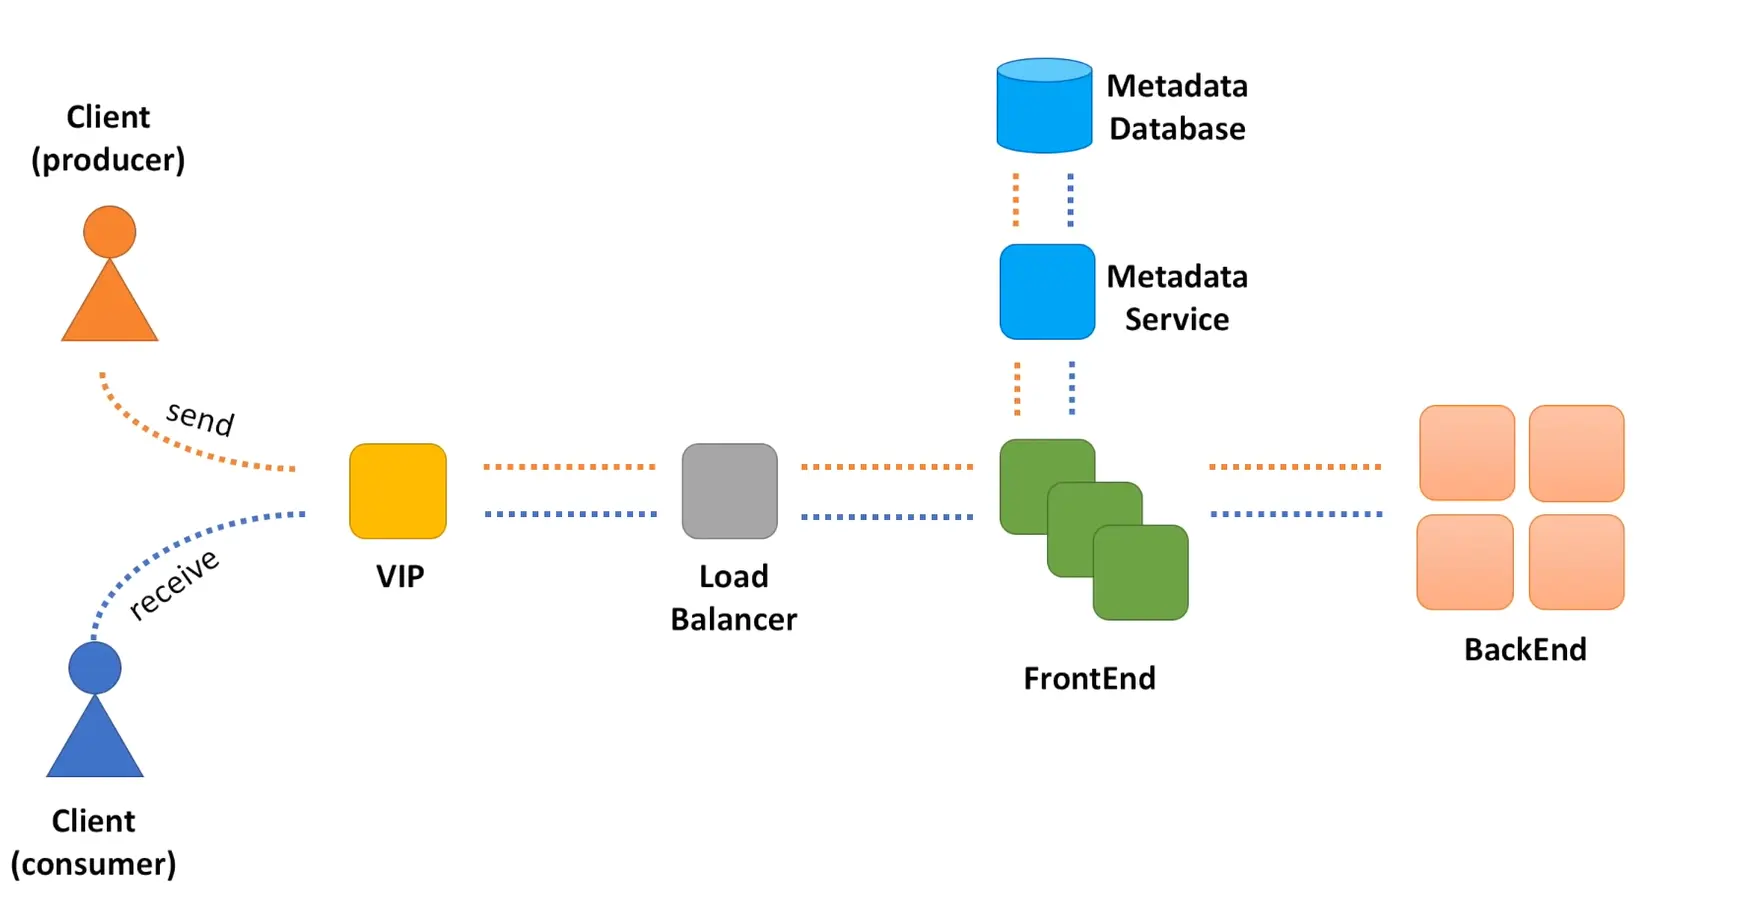 Client
(producer)
send
receive
Client
(consumer)
VIP
Load
Balancer
Metadata
Database
Metadata
Service
FrontEnd
BackEnd